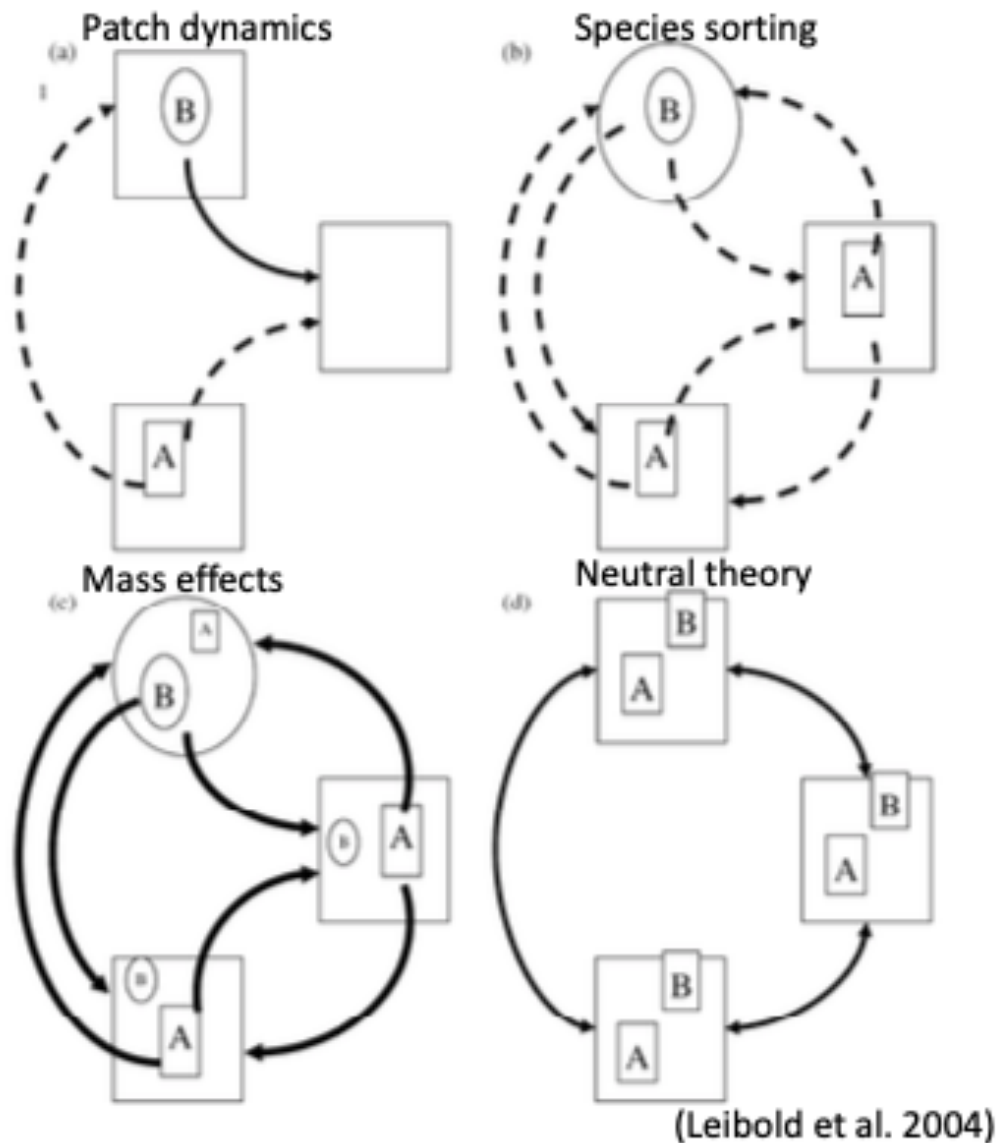 Patch dynamics
(a)
B
A
Species sorting
(b)
B
A
A
Mass effects
(c)
A
B
B
A
B
A
Neutral theory
(d)
B
A
B
A
B
A
(Leibold et al. 2004)